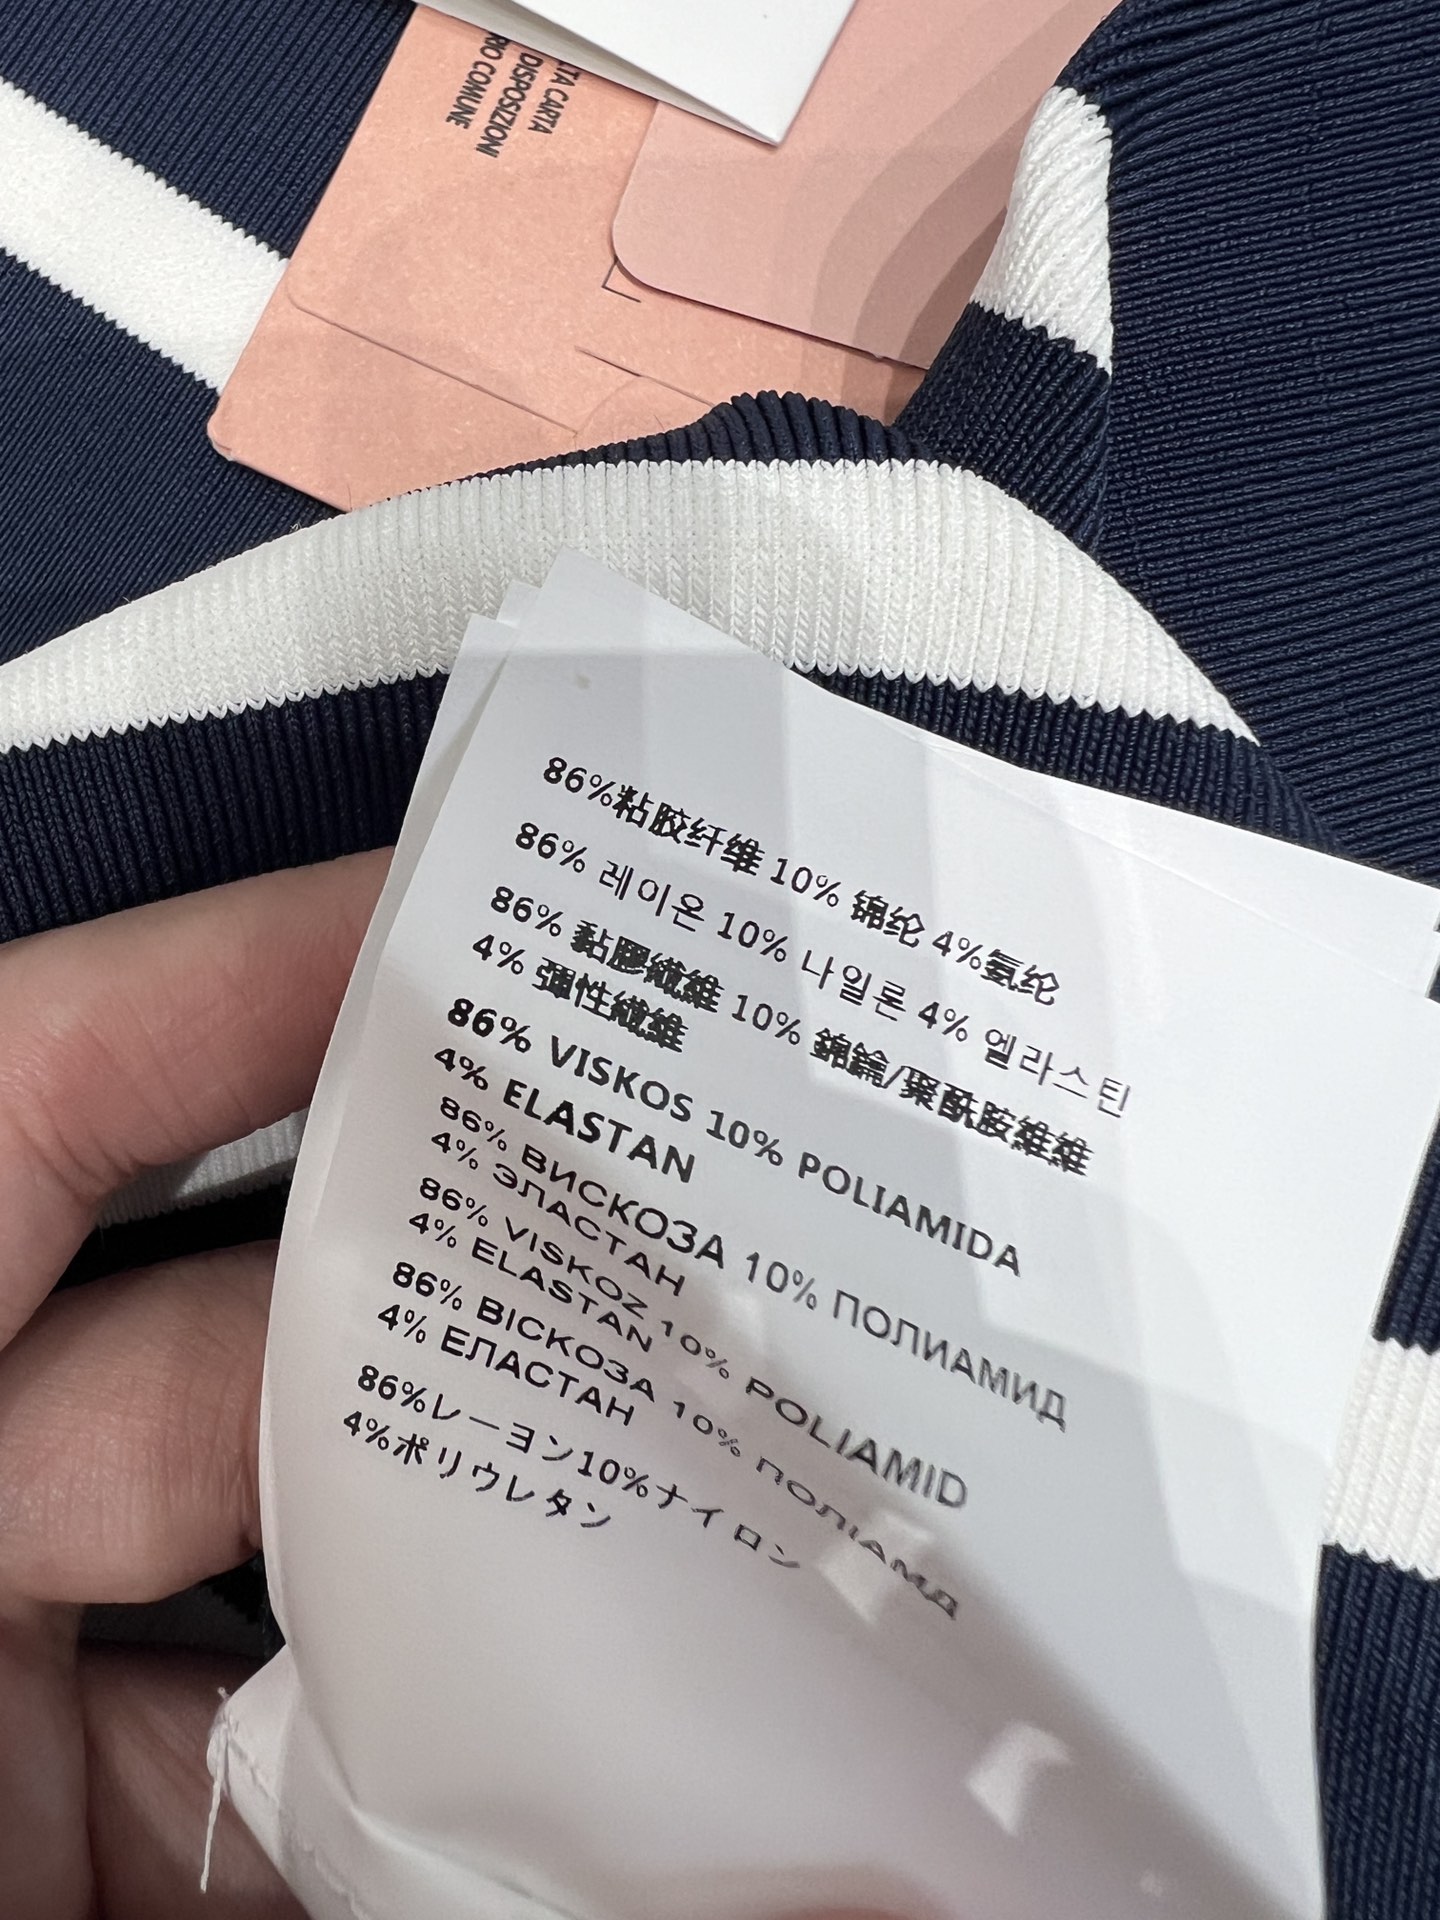 LTA CARTA
DISPOSIZIONI
RIO COMUNE
86%粘胶纤维 10% 锦纶 4%氨纶
86% 레이온 10% 나일론 4% 엘라스틴
86% 黏膠纖維 10% 錦綸/聚酰胺纖維
4% 彈性纖維
86% VISKOS 10% POLIAMIDA
4% ELASTAN
86% ВИСКОЗА 10% ПОЛИАМИД
4% ЭЛАСТАН
86% VISKOZ 10% POLIAMID
4% ELASTAN
86% ВІСКОЗА 10% ПОЛІАМІД
4% ЕЛАСТАН
86%レーヨン10%ナイロン
4%ポリウレタン